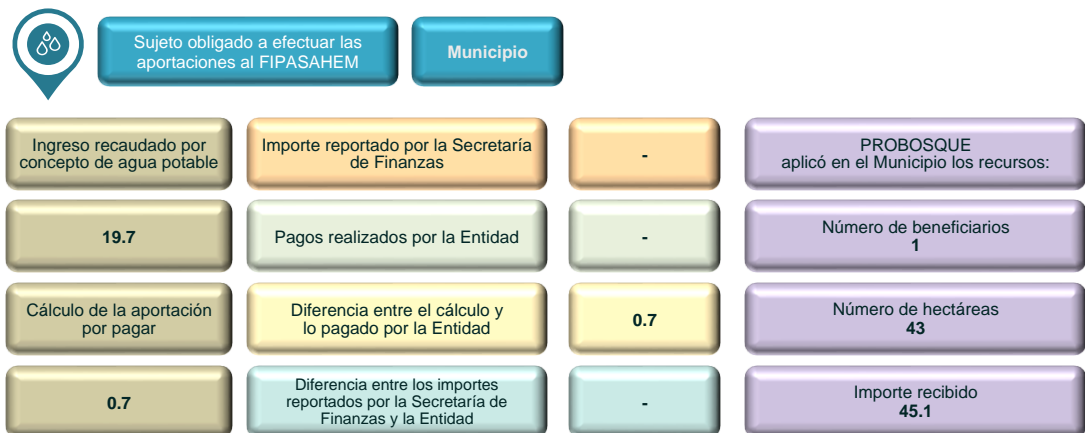 Sujeto obligado a efectuar las
aportaciones al FIPASAHEM
Municipio
Ingreso recaudado por
concepto de agua potable
Importe reportado por la Secretaría
de Finanzas
-
PROBOSQUE
aplicó en el Municipio los recursos:
19.7
Pagos realizados por la Entidad
-
Número de beneficiarios
1
Cálculo de la aportación
por pagar
Diferencia entre el cálculo y
lo pagado por la Entidad
0.7
Número de hectáreas
43
0.7
Diferencia entre los importes
reportados por la Secretaría de
Finanzas y la Entidad
-
Importe recibido
45.1